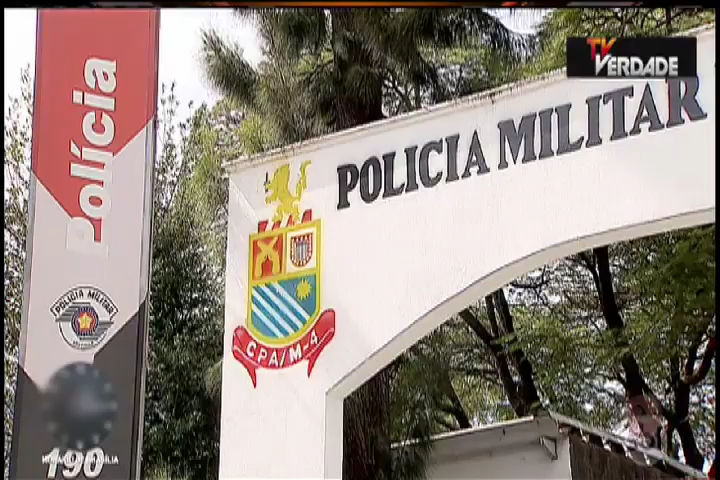 TV VERDADE
Polícia
POLICIA MILITAR
POLICIA MILITAR
CPA/M-4
190